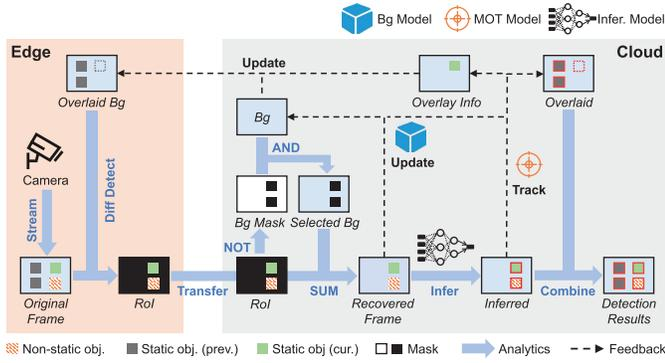 Bg Model
MOT Model
Infer. Model
Edge
Cloud
Update
Overlaid Bg
Overlay Info
Overlaid
Bg
AND
Update
Camera
Diff Detect
Track
Stream
Bg Mask
Selected Bg
NOT
Transfer
SUM
Infer
Combine
Original
Frame
RoI
RoI
Recovered
Frame
Inferred
Detection
Results
Non-static obj.
Static obj. (prev.)
Static obj (cur.)
Mask
Analytics
Feedback